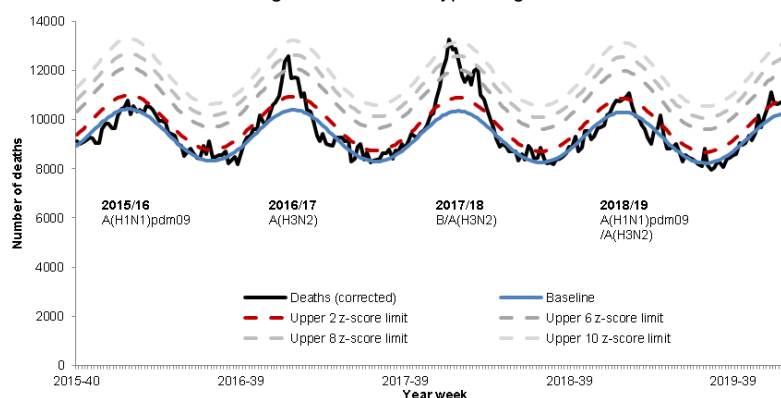 14000
12000
10000
8000
6000
4000
2000
0
Number of deaths
2015/16
A(H1N1)pdm09
2016/17
A(H3N2)
2017/18
B/A(H3N2)
2018/19
A(H1N1)pdm09
/A(H3N2)
Deaths (corrected)
Baseline
Upper 2 z-score limit
Upper 6 z-score limit
Upper 8 z-score limit
Upper 10 z-score limit
2015-40
2016-39
2017-39
2018-39
2019-39
Year week